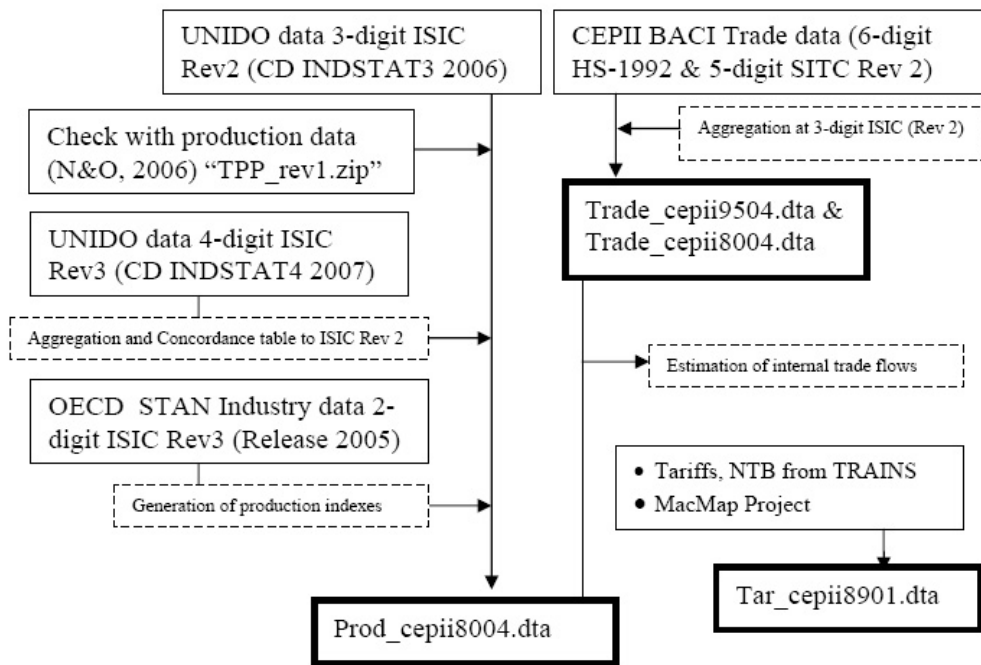 UNIDO data 3-digit ISIC
Rev2 (CD INDSTAT3 2006)
CEPII BACI Trade data (6-digit
HS-1992 & 5-digit SITC Rev 2)
Aggregation at 3-digit ISIC (Rev 2)
Check with production data
(N&O, 2006) “TPP_rev1.zip”
Trade_cepii9504.dta &
Trade_cepii8004.dta
UNIDO data 4-digit ISIC
Rev3 (CD INDSTAT4 2007)
Aggregation and Concordance table to ISIC Rev 2
Estimation of internal trade flows
OECD STAN Industry data 2-
digit ISIC Rev3 (Release 2005)
Generation of production indexes
• Tariffs, NTB from TRAINS
• MacMap Project
Tar_cepii8901.dta
Prod_cepii8004.dta